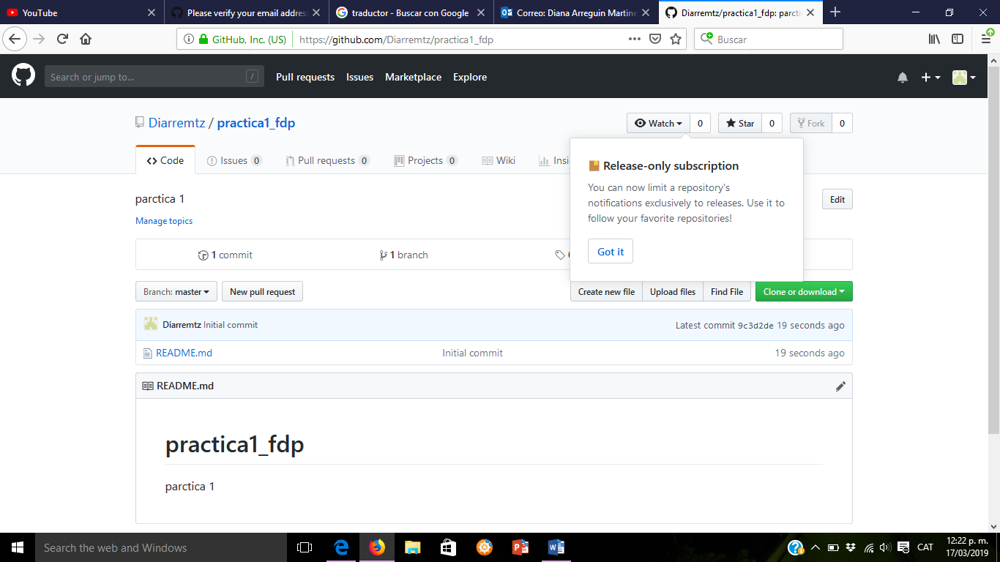 YouTube
Please verify your email addres
traductor - Buscar con Google
Correo: Diana Arreguin Martine
Diarremtz/practica1_fdp: parcti
GitHub, Inc. (US)
https://github.com/Diarremtz/practica1_fdp
Buscar
Search or jump to...
/
Pull requests
Issues
Marketplace
Explore
Diarremtz / practica1_fdp
Watch 0
Star 0
Fork 0
Code
Issues 0
Pull requests 0
Projects 0
Wiki
Insi
Release-only subscription
You can now limit a repository's
notifications exclusively to releases. Use it to
follow your favorite repositories!
Got it
parctica 1
Edit
Manage topics
1 commit
1 branch
Branch: master
New pull request
Create new file
Upload files
Find File
Clone or download
Diarremtz Initial commit
Latest commit 9c3d2de 19 seconds ago
README.md
Initial commit
19 seconds ago
README.md
practica1_fdp
parctica 1
Search the web and Windows
CAT
12:22 p. m.
17/03/2019